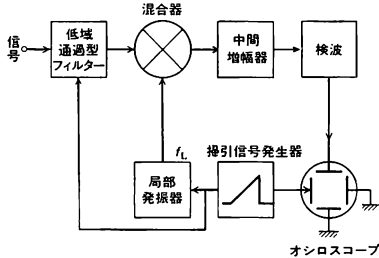 混合器
信号
低域
通過型
フィルター
中間
増幅器
検波
fL
掃引信号発生器
局部
発振器
オシロスコープ